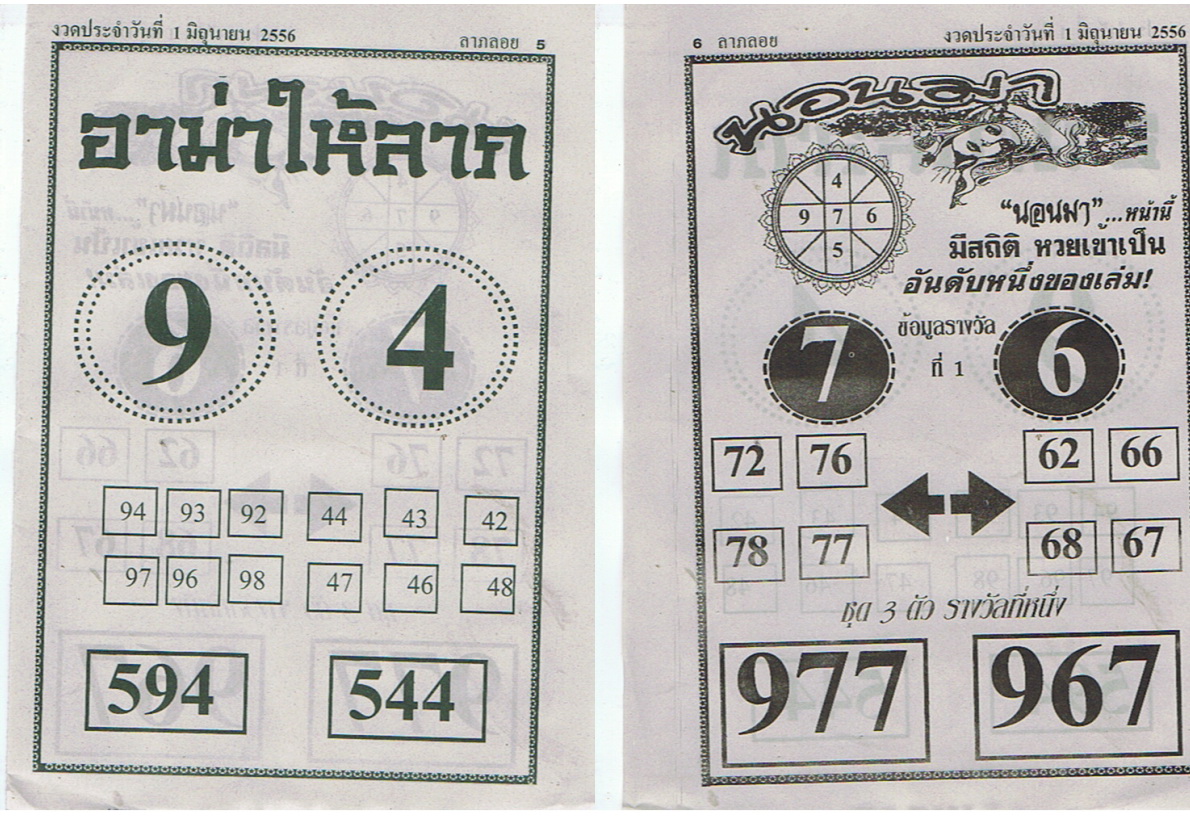 งวดประจำวันที่ 1 มิถุนายน 2556
ลาภลอย 5
อาม่าให้ลาภ
9 4
94 93 92 44 43 42
97 96 98 47 46 48
594 544
6 ลาภลอย
งวดประจำวันที่ 1 มิถุนายน 2556
นอนมา
4
9 7 6
5
“นอนมา”...หน้านี้
มีสถิติ หวยเข้าเป็น
อันดับหนึ่งของเล่ม!
7 6
ข้อมูลรางวัล
ที่ 1
72 76 62 66
78 77 68 67
ชุด 3 ตัว รางวัลที่หนึ่ง
977 967